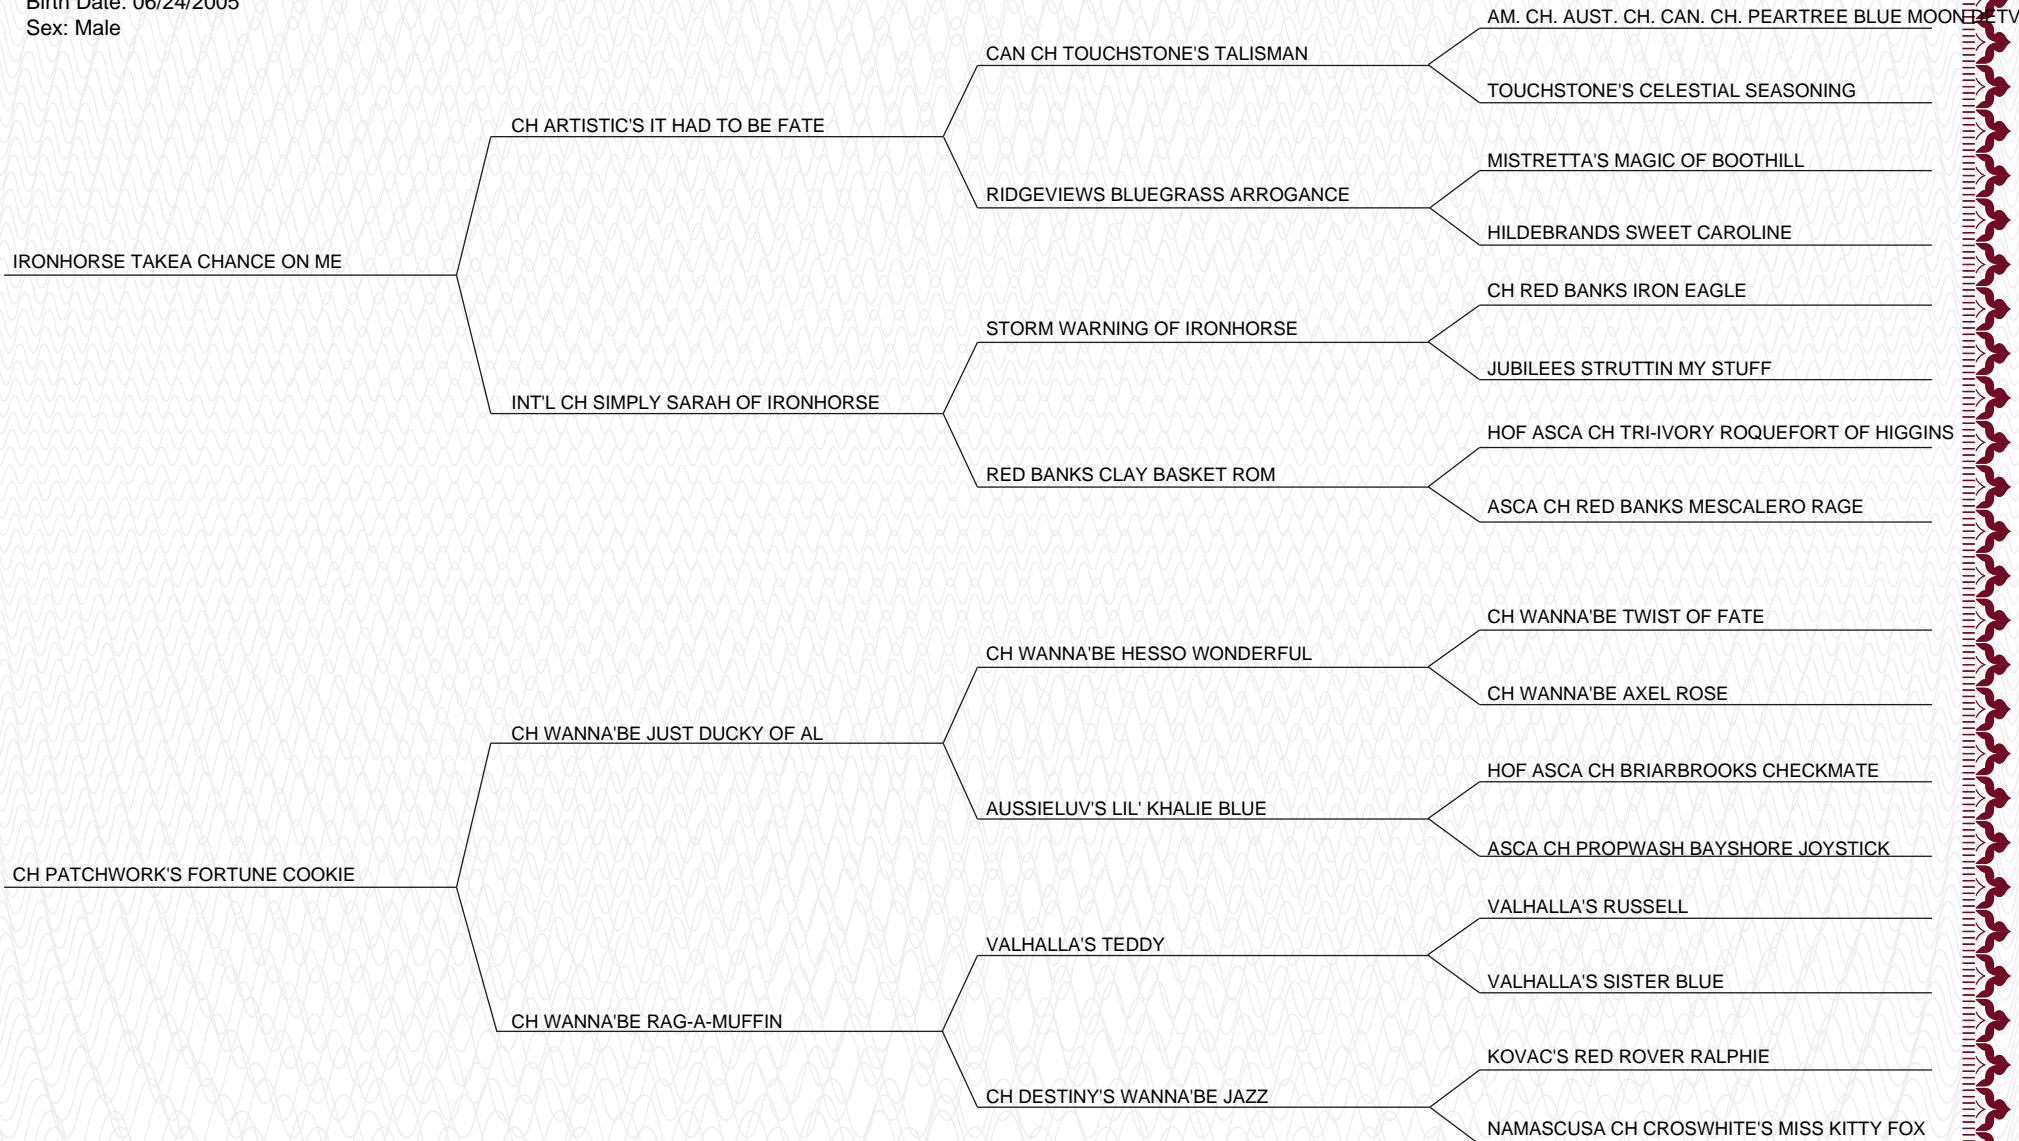 Birth Date: 06/24/2005
Sex: Male
AM. CH. AUST. CH. CAN. CH. PEARTREE BLUE MOON DETV
CAN CH TOUCHSTONE'S TALISMAN
TOUCHSTONE'S CELESTIAL SEASONING
CH ARTISTIC'S IT HAD TO BE FATE
MISTRETTA'S MAGIC OF BOOTHILL
RIDGEVIEWS BLUEGRASS ARROGANCE
HILDEBRANDS SWEET CAROLINE
IRONHORSE TAKEA CHANCE ON ME
CH RED BANKS IRON EAGLE
STORM WARNING OF IRONHORSE
JUBILEES STRUTTIN MY STUFF
INT'L CH SIMPLY SARAH OF IRONHORSE
HOF ASCA CH TRI-IVORY ROQUEFORT OF HIGGINS
RED BANKS CLAY BASKET ROM
ASCA CH RED BANKS MESCALERO RAGE
CH WANNA'BE TWIST OF FATE
CH WANNA'BE HESSO WONDERFUL
CH WANNA'BE AXEL ROSE
CH WANNA'BE JUST DUCKY OF AL
HOF ASCA CH BRIARBROOKS CHECKMATE
AUSSIELUV'S LIL' KHALIE BLUE
ASCA CH PROPWASH BAYSHORE JOYSTICK
CH PATCHWORK'S FORTUNE COOKIE
VALHALLA'S RUSSELL
VALHALLA'S TEDDY
VALHALLA'S SISTER BLUE
CH WANNA'BE RAG-A-MUFFIN
KOVAC'S RED ROVER RALPHIE
CH DESTINY'S WANNA'BE JAZZ
NAMASCUSA CH CROSWHITE'S MISS KITTY FOX